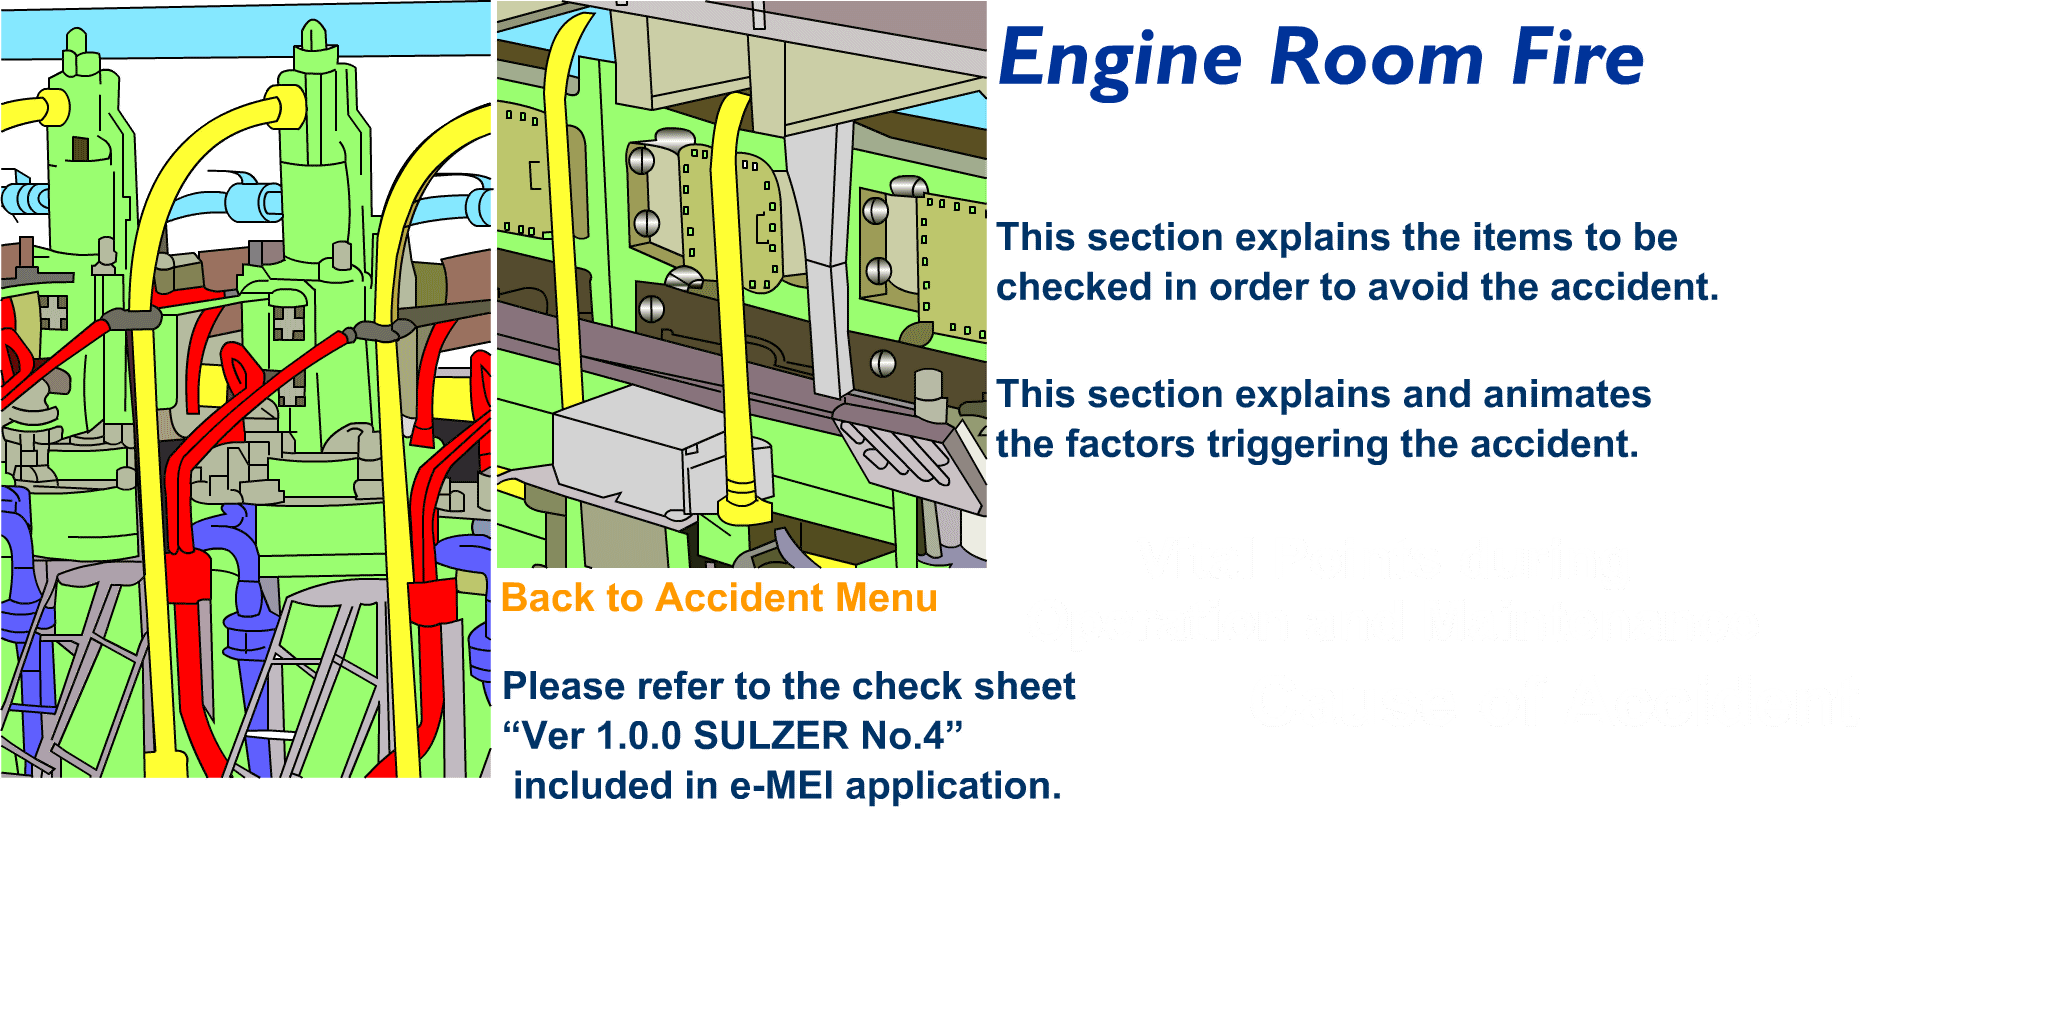 Engine Room Fire
This section explains the items to be
checked in order to avoid the accident.
This section explains and animates
the factors triggering the accident.
Back to Accident Menu
Please refer to the check sheet
“Ver 1.0.0 SULZER No.4”
included in e-MEI application.